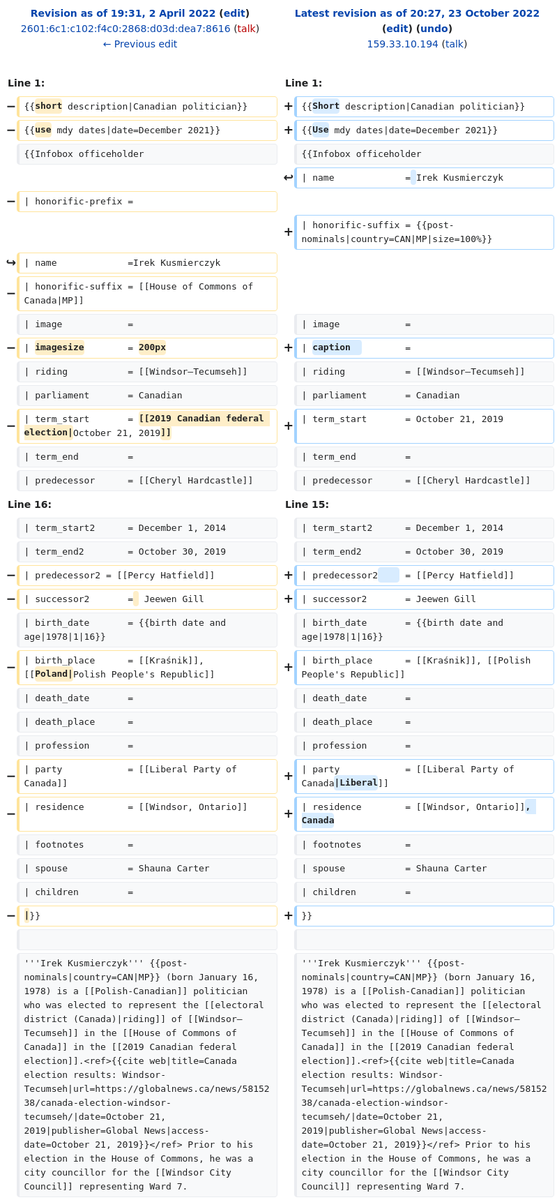 Revision as of 19:31, 2 April 2022 (edit)
2601:6c1:c102:f4c0:2868:d03d:dea7:8616 (talk)
← Previous edit
Latest revision as of 20:27, 23 October 2022
(edit) (undo)
159.33.10.194 (talk)
Line 1:
Line 1:
− {{short description|Canadian politician}}
+ {{Short description|Canadian politician}}
− {{use mdy dates|date=December 2021}}
+ {{Use mdy dates|date=December 2021}}
{{Infobox officeholder
{{Infobox officeholder
↩ | name = Irek Kusmierczyk
− | honorific-prefix =
+ | honorific-suffix = {{post-
nominals|country=CAN|MP|size=100%}}
↪ | name =Irek Kusmierczyk
− | honorific-suffix = [[House of Commons of
Canada|MP]]
| image =
| image =
− | imagesize = 200px
+ | caption =
| riding = [[Windsor—Tecumseh]]
| riding = [[Windsor—Tecumseh]]
| parliament = Canadian
| parliament = Canadian
− | term_start = [[2019 Canadian federal
election|October 21, 2019]]
+ | term_start = October 21, 2019
| term_end =
| term_end =
| predecessor = [[Cheryl Hardcastle]]
| predecessor = [[Cheryl Hardcastle]]
Line 16:
Line 15:
| term_start2 = December 1, 2014
| term_start2 = December 1, 2014
| term_end2 = October 30, 2019
| term_end2 = October 30, 2019
− | predecessor2 = [[Percy Hatfield]]
+ | predecessor2 = [[Percy Hatfield]]
− | successor2 = Jeewen Gill
+ | successor2 = Jeewen Gill
| birth_date = {{birth date and
age|1978|1|16}}
| birth_date = {{birth date and
age|1978|1|16}}
− | birth_place = [[Kraśnik]],
[[Poland|Polish People's Republic]]
+ | birth_place = [[Kraśnik]], [[Polish
People's Republic]]
| death_date =
| death_date =
| death_place =
| death_place =
| profession =
| profession =
− | party = [[Liberal Party of
Canada]]
+ | party = [[Liberal Party of
Canada|Liberal]]
− | residence = [[Windsor, Ontario]]
+ | residence = [[Windsor, Ontario]],
Canada
| footnotes =
| footnotes =
| spouse = Shauna Carter
| spouse = Shauna Carter
| children =
| children =
− |}}
+ }}
'''Irek Kusmierczyk''' {{post-
nominals|country=CAN|MP}} (born January 16,
1978) is a [[Polish-Canadian]] politician
who was elected to represent the [[electoral
district (Canada)|riding]] of [[Windsor—
Tecumseh]] in the [[House of Commons of
Canada]] in the [[2019 Canadian federal
election]].<ref>{{cite web|title=Canada
election results: Windsor-
Tecumseh|url=https://globalnews.ca/news/58152
38/canada-election-windsor-
tecumseh/|date=October 21,
2019|publisher=Global News|access-
date=October 21, 2019}}</ref> Prior to his
election in the House of Commons, he was a
city councillor for the [[Windsor City
Council]] representing Ward 7.
'''Irek Kusmierczyk''' {{post-
nominals|country=CAN|MP}} (born January 16,
1978) is a [[Polish-Canadian]] politician
who was elected to represent the [[electoral
district (Canada)|riding]] of [[Windsor—
Tecumseh]] in the [[House of Commons of
Canada]] in the [[2019 Canadian federal
election]].<ref>{{cite web|title=Canada
election results: Windsor-
Tecumseh|url=https://globalnews.ca/news/58152
38/canada-election-windsor-
tecumseh/|date=October 21,
2019|publisher=Global News|access-
date=October 21, 2019}}</ref> Prior to his
election in the House of Commons, he was a
city councillor for the [[Windsor City
Council]] representing Ward 7.